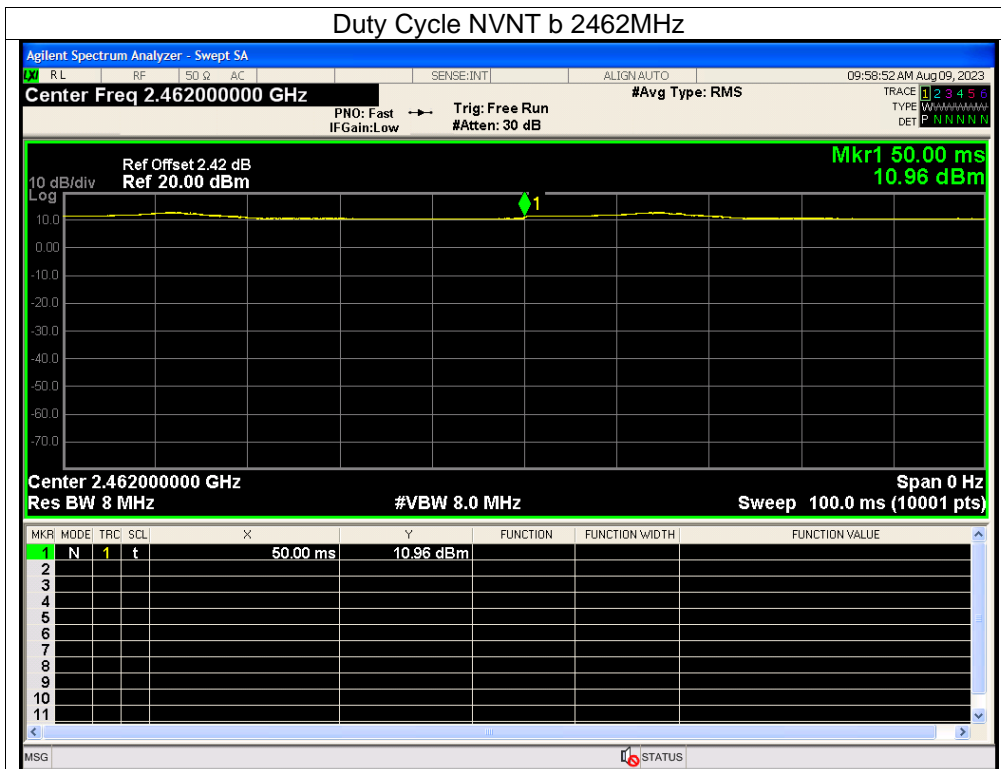 Duty Cycle NVNT b 2462MHz
Agilent Spectrum Analyzer - Swept SA
LXI RL RF 50 Ω AC SENSE:INT ALIGN AUTO 09:58:52 AM Aug 09, 2023
Center Freq 2.462000000 GHz #Avg Type: RMS TRACE 1 2 3 4 5 6
PNO: Fast Trig: Free Run TYPE WWWWWW
IFGain:Low #Atten: 30 dB DET P N N N N N
Mkr1 50.00 ms
Ref Offset 2.42 dB
10 dB/div Ref 20.00 dBm 10.96 dBm
Log
1
10.0
0.00
-10.0
-20.0
-30.0
-40.0
-50.0
-60.0
-70.0
Center 2.462000000 GHz Span 0 Hz
Res BW 8 MHz #VBW 8.0 MHz Sweep 100.0 ms (10001 pts)
MKR MODE TRC SCL X Y FUNCTION FUNCTION WIDTH FUNCTION VALUE
1 N 1 t 50.00 ms 10.96 dBm
2
3
4
5
6
7
8
9
10
11
MSG STATUS